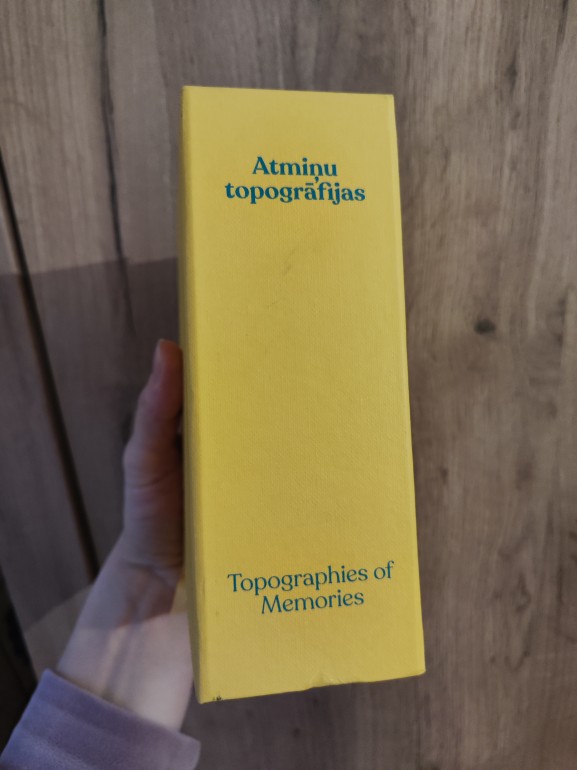 Atmiņu
topogrāfijas
Topographies of
Memories